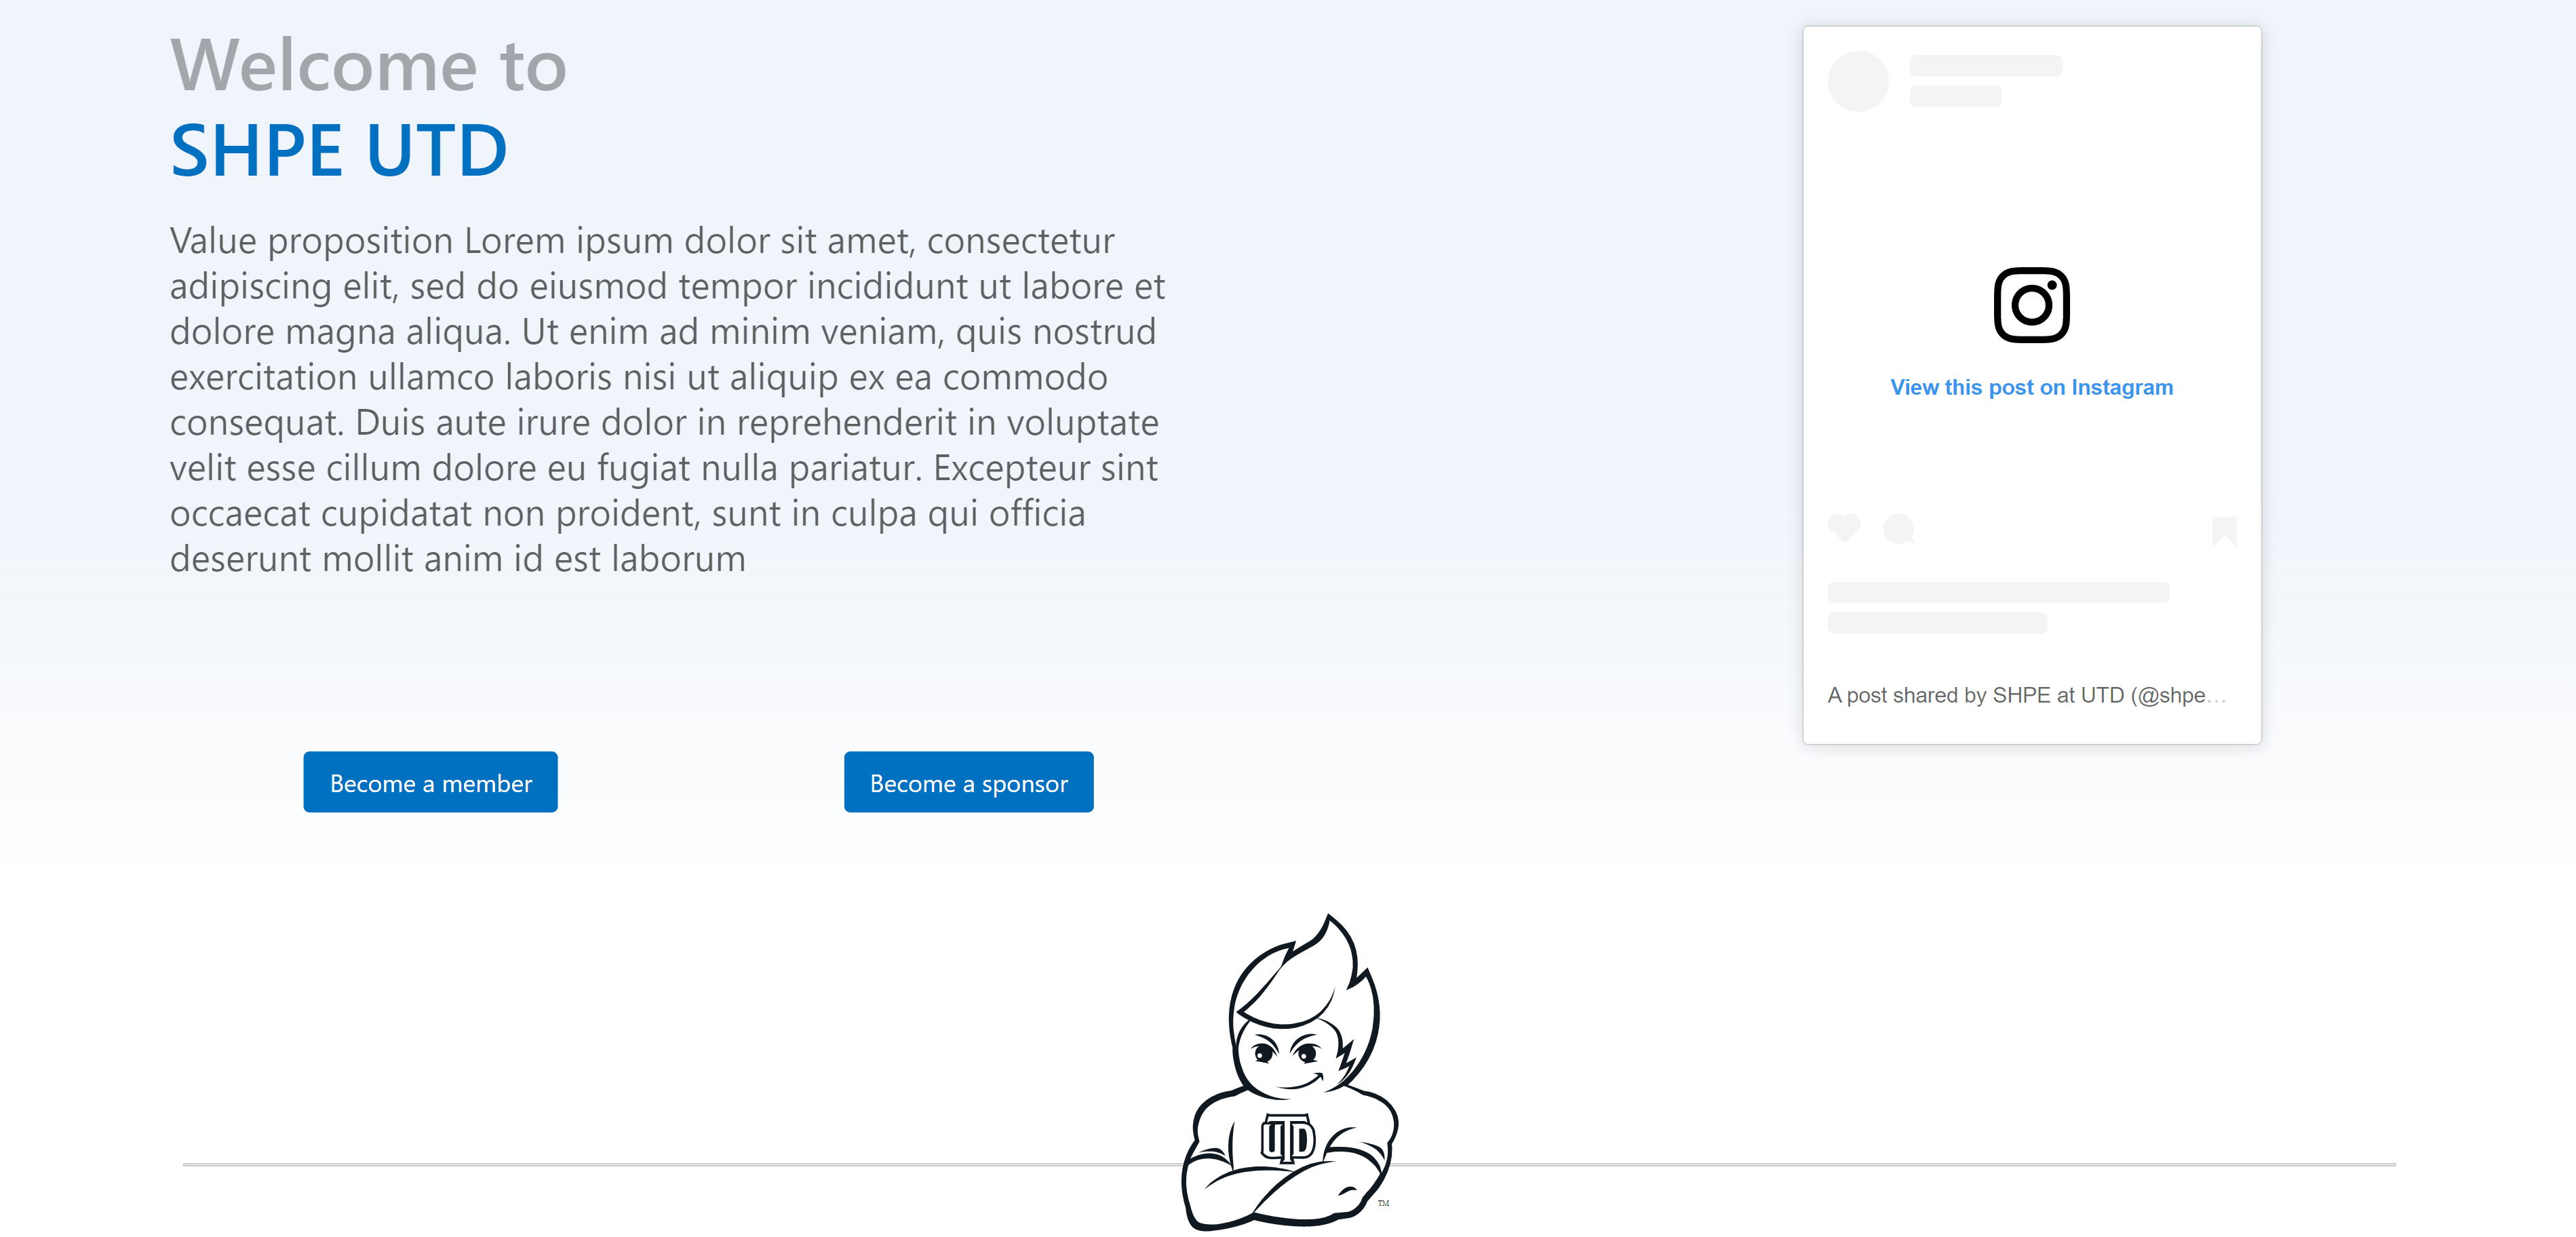 Welcome to
SHPE UTD
Value proposition Lorem ipsum dolor sit amet, consectetur
adipiscing elit, sed do eiusmod tempor incididunt ut labore et
dolore magna aliqua. Ut enim ad minim veniam, quis nostrud
exercitation ullamco laboris nisi ut aliquip ex ea commodo
consequat. Duis aute irure dolor in reprehenderit in voluptate
velit esse cillum dolore eu fugiat nulla pariatur. Excepteur sint
occaecat cupidatat non proident, sunt in culpa qui officia
deserunt mollit anim id est laborum
Become a member
Become a sponsor
View this post on Instagram
A post shared by SHPE at UTD (@shpe…
UTD
TM